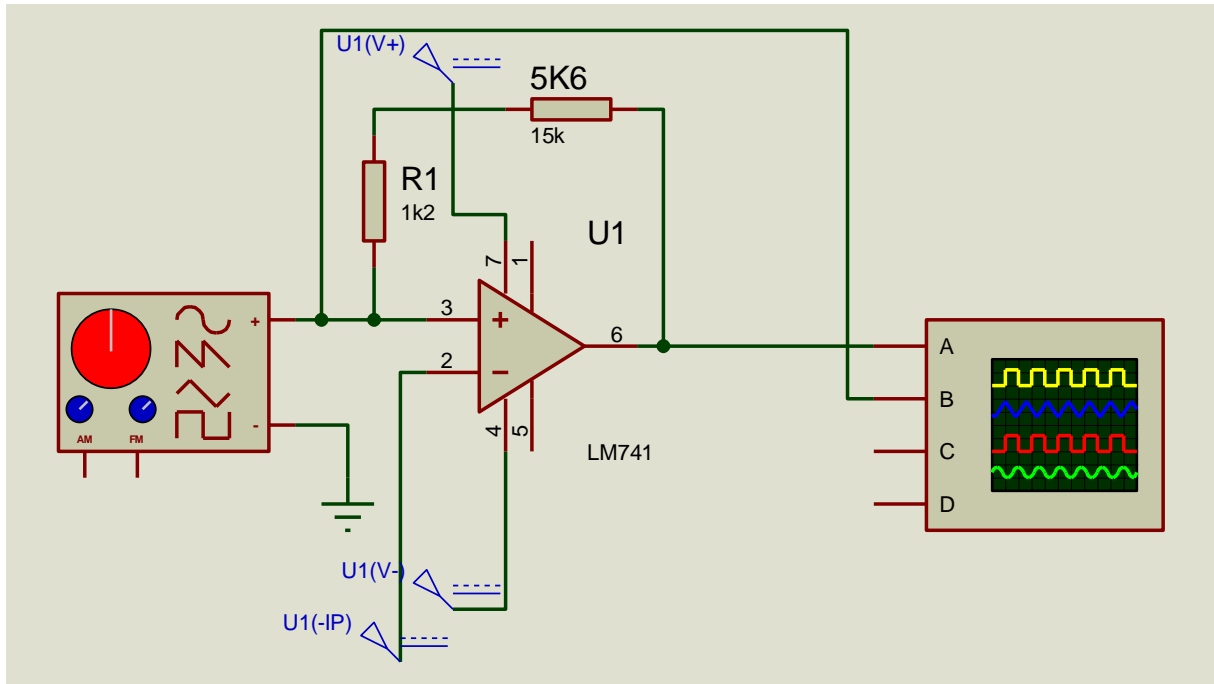 U1(V+)
5K6
15k
R1
1k2
U1
7
1
3
+
+
6
A
2
−
B
AM
FM
-
4
5
LM741
C
D
U1(V-)
U1(-IP)